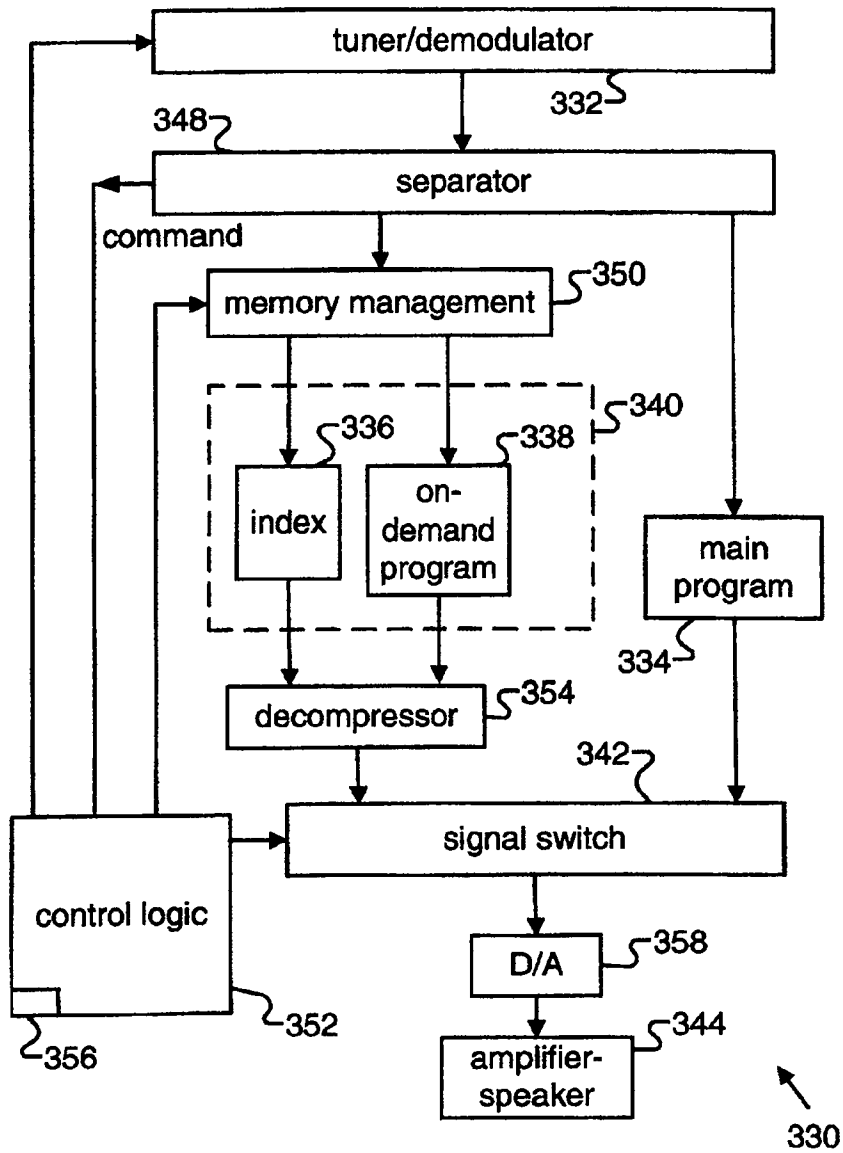 tuner/demodulator
332
348
separator
command
350
memory management
340
336
338
index
on-
demand
program
main
program
334
354
decompressor
342
signal switch
control logic
358
D/A
352
356
344
amplifier-
speaker
330